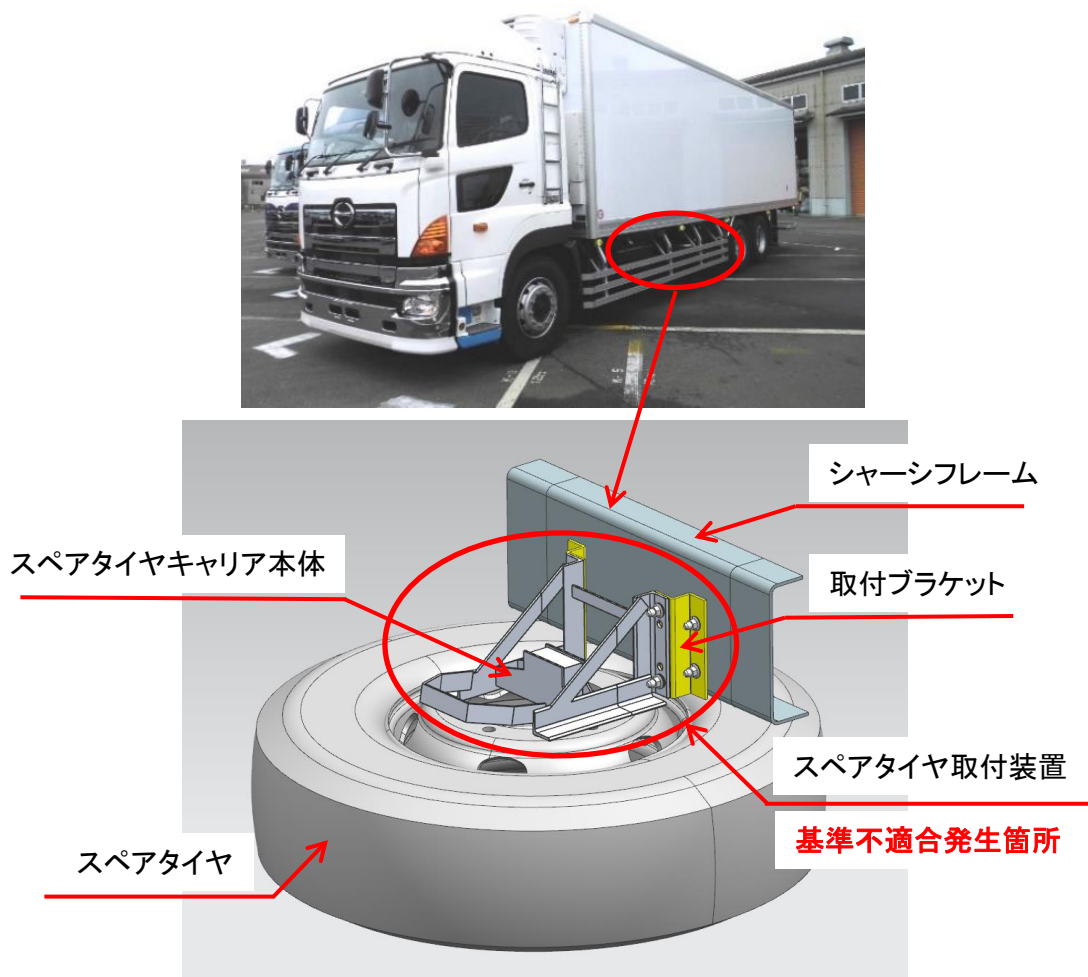 シャーシフレーム
スペアタイヤキャリア本体
取付ブラケット
スペアタイヤ取付装置
基準不適合発生箇所
スペアタイヤ